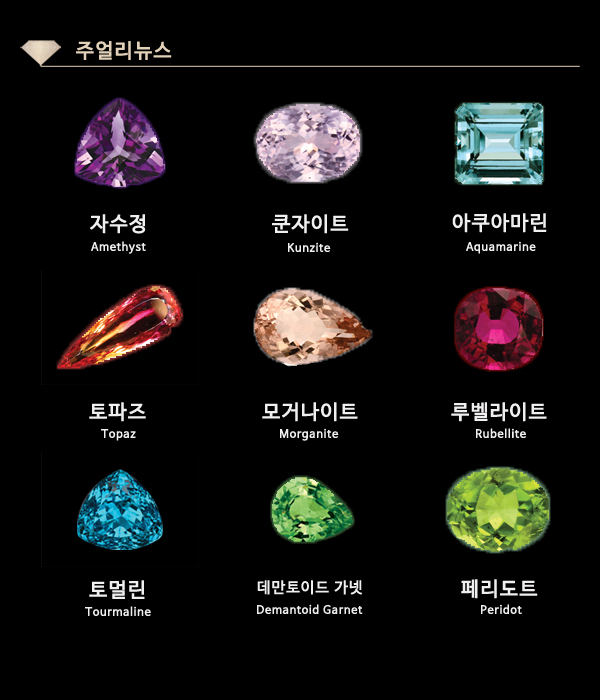 주얼리뉴스
자수정
Amethyst
쿤자이트
Kunzite
아쿠아마린
Aquamarine
토파즈
Topaz
모거나이트
Morganite
루벨라이트
Rubellite
토멀린
Tourmaline
데만토이드 가넷
Demantoid Garnet
페리도트
Peridot